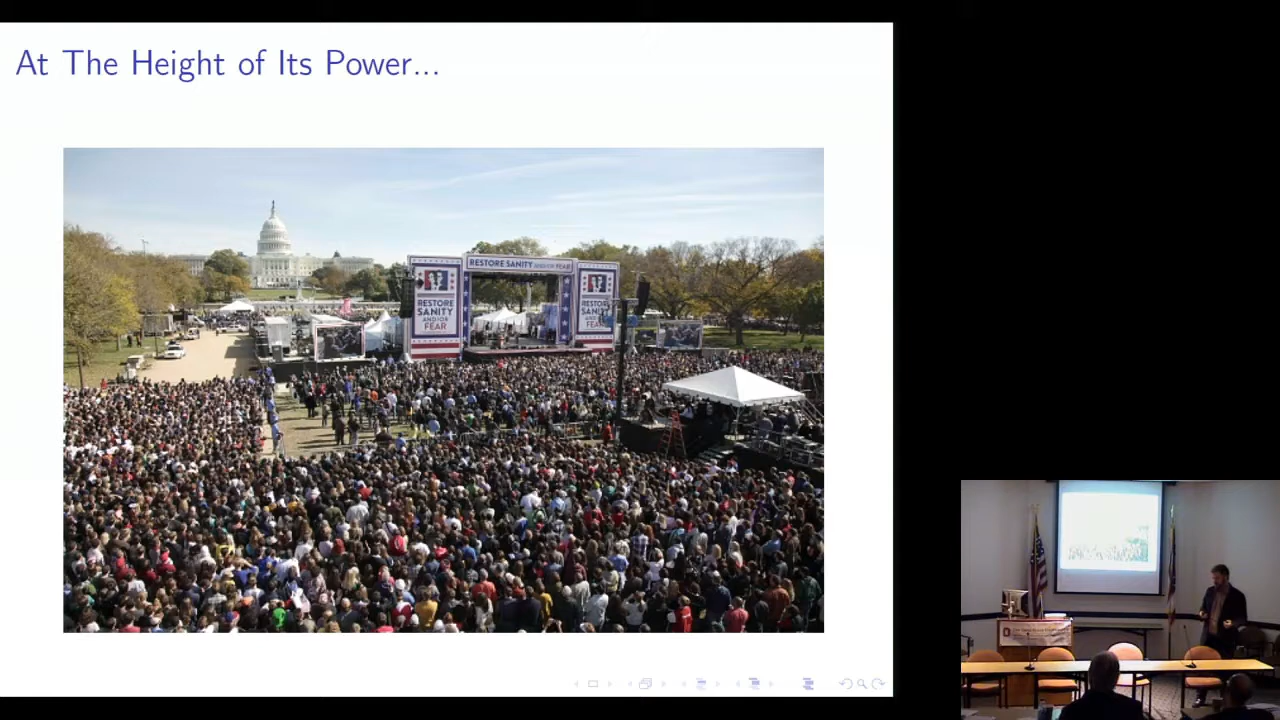 At The Height of Its Power...
RESTORE SANITY AND/OR FEAR
RESTORE
SANITY
AND/OR
FEAR
RESTORE
SANITY
AND/OR
FEAR